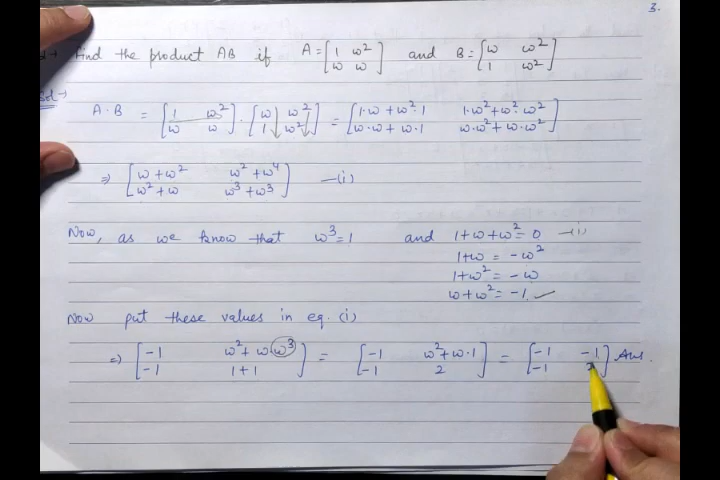 3.
Find the product AB if A = [1 ω² ; ω ω] and B = [ω ω² ; 1 ω²]
Sol→
A·B = [1 ω² ; ω ω] · [ω ω² ; 1 ω²] = [1·ω + ω²·1 1·ω² + ω²·ω² ; ω·ω + ω·1 ω·ω² + ω·ω²]
⇒ [ω + ω² ω² + ω⁴ ; ω² + ω ω³ + ω³] —(i)
Now, as we know that ω³ = 1 and 1 + ω + ω² = 0 —(i)
1 + ω = -ω²
1 + ω² = -ω
ω + ω² = -1. ✓
Now put these values in eq. (i)
⇒ [-1 ω² + ω·ω³ ; -1 1 + 1] = [-1 ω² + ω·1 ; -1 2] = [-1 -1 ; -1 2] Ans.